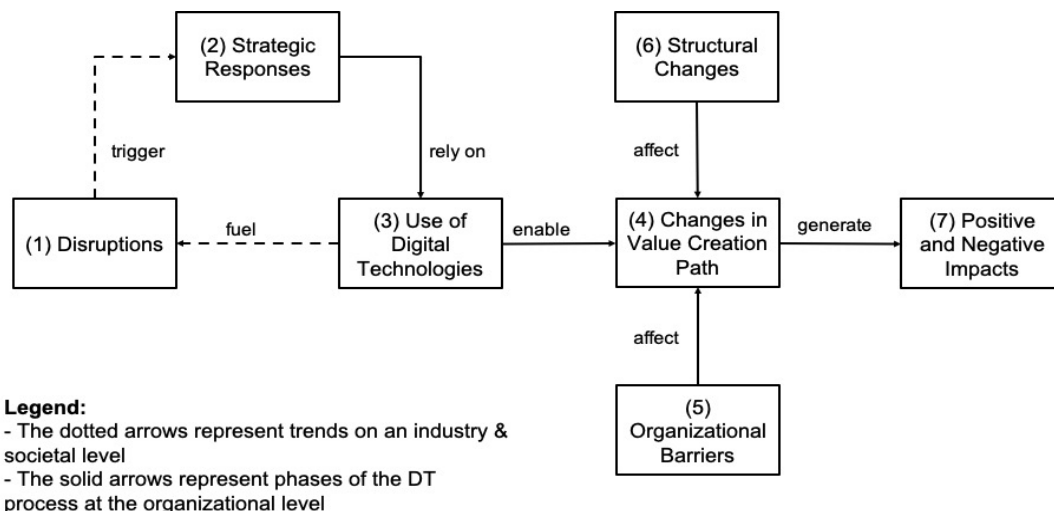 (2) Strategic
Responses
(6) Structural
Changes
trigger
rely on
affect
(1) Disruptions
fuel
(3) Use of
Digital
Technologies
enable
(4) Changes in
Value Creation
Path
generate
(7) Positive
and Negative
Impacts
affect
(5)
Organizational
Barriers
Legend:
- The dotted arrows represent trends on an industry &
societal level
- The solid arrows represent phases of the DT
process at the organizational level